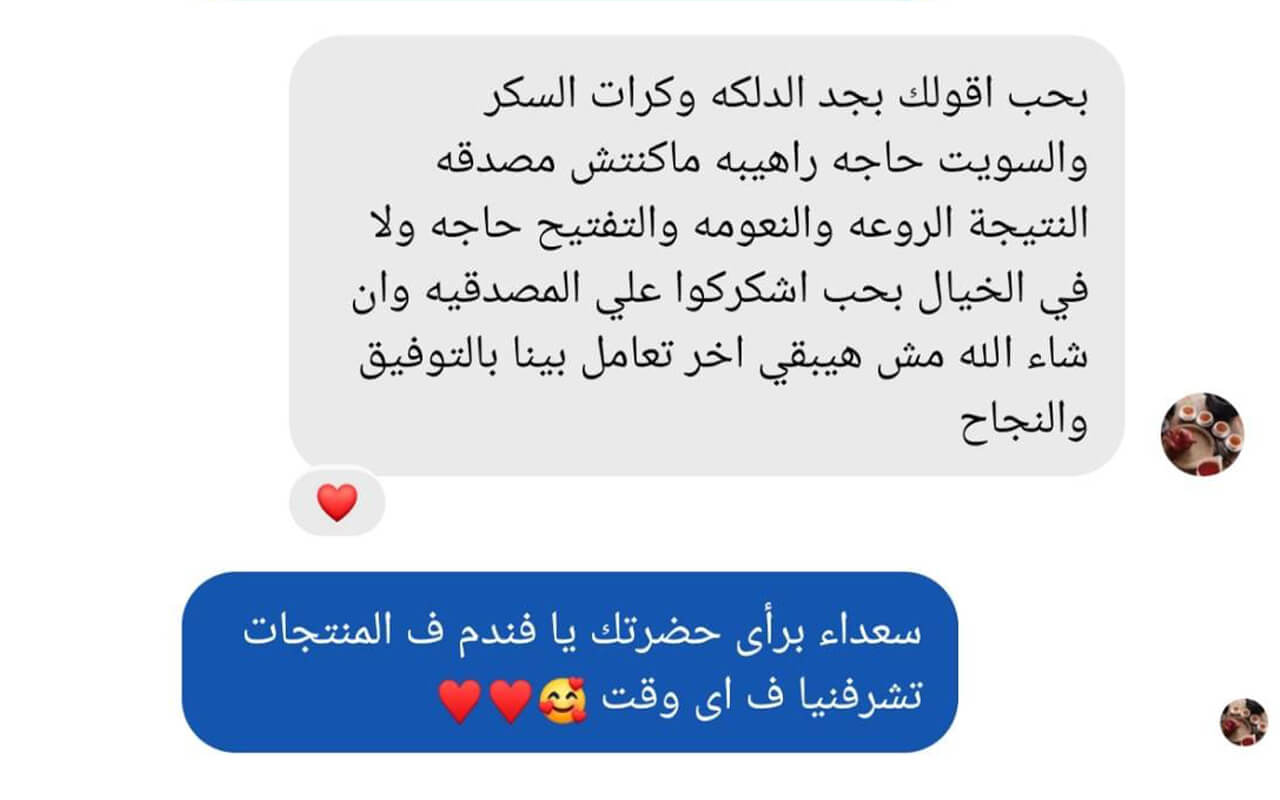 بحب اقولك بجد الدلكه وكرات السكر
والسويت حاجه راهيبه ماكنتش مصدقه
النتيجة الروعه والنعومه والتفتيح حاجه ولا
في الخيال بحب اشكركوا علي المصدقيه وان
شاء الله مش هيبقي اخر تعامل بينا بالتوفيق
والنجاح
❤️
سعداء برأى حضرتك يا فندم ف المنتجات
تشرفنيا ف اى وقت 🥰❤️❤️